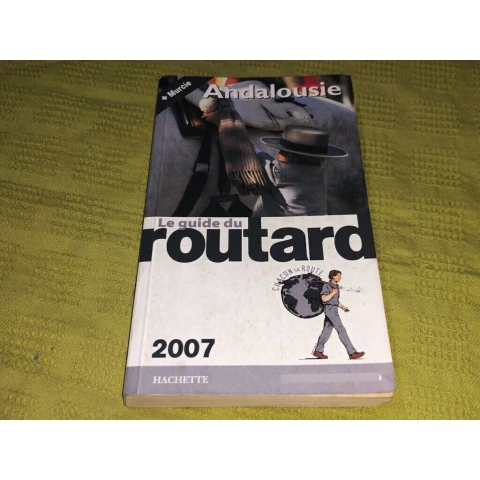 + Murcie
Andalousie
Le guide du
routard
CHACUN SA ROUTE
2007
HACHETTE